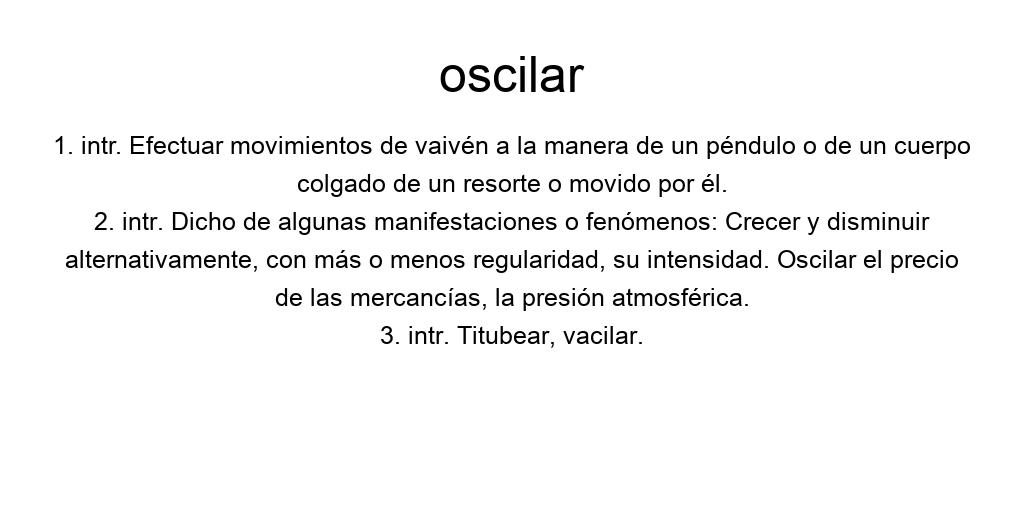 oscilar
1. intr. Efectuar movimientos de vaivén a la manera de un péndulo o de un cuerpo
colgado de un resorte o movido por él.
2. intr. Dicho de algunas manifestaciones o fenómenos: Crecer y disminuir
alternativamente, con más o menos regularidad, su intensidad. Oscilar el precio
de las mercancías, la presión atmosférica.
3. intr. Titubear, vacilar.